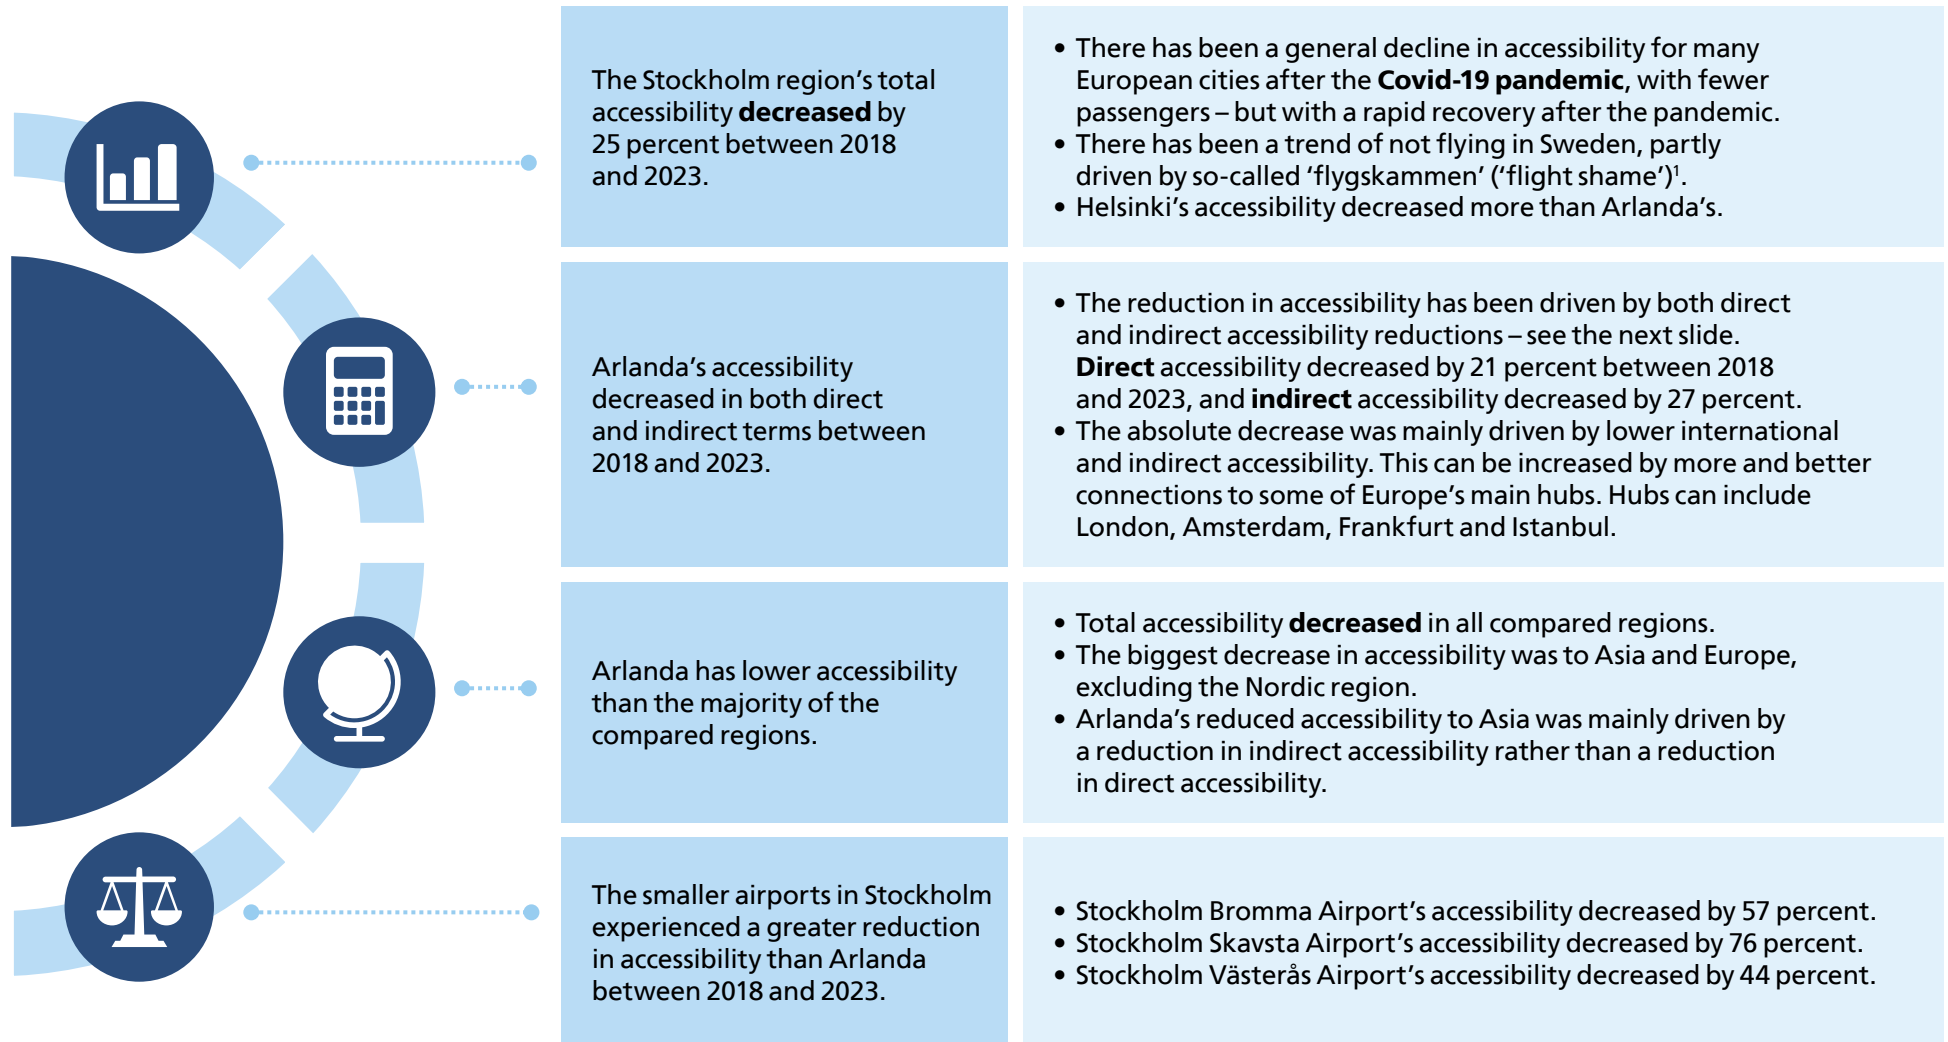 The Stockholm region's total
accessibility decreased by
25 percent between 2018
and 2023.
• There has been a general decline in accessibility for many
European cities after the Covid-19 pandemic, with fewer
passengers – but with a rapid recovery after the pandemic.
• There has been a trend of not flying in Sweden, partly
driven by so-called ‘flygskammen’ (‘flight shame’)¹.
• Helsinki’s accessibility decreased more than Arlanda’s.
Arlanda’s accessibility
decreased in both direct
and indirect terms between
2018 and 2023.
• The reduction in accessibility has been driven by both direct
and indirect accessibility reductions – see the next slide.
Direct accessibility decreased by 21 percent between 2018
and 2023, and indirect accessibility decreased by 27 percent.
• The absolute decrease was mainly driven by lower international
and indirect accessibility. This can be increased by more and better
connections to some of Europe’s main hubs. Hubs can include
London, Amsterdam, Frankfurt and Istanbul.
Arlanda has lower accessibility
than the majority of the
compared regions.
• Total accessibility decreased in all compared regions.
• The biggest decrease in accessibility was to Asia and Europe,
excluding the Nordic region.
• Arlanda’s reduced accessibility to Asia was mainly driven by
a reduction in indirect accessibility rather than a reduction
in direct accessibility.
The smaller airports in Stockholm
experienced a greater reduction
in accessibility than Arlanda
between 2018 and 2023.
• Stockholm Bromma Airport’s accessibility decreased by 57 percent.
• Stockholm Skavsta Airport’s accessibility decreased by 76 percent.
• Stockholm Västerås Airport’s accessibility decreased by 44 percent.